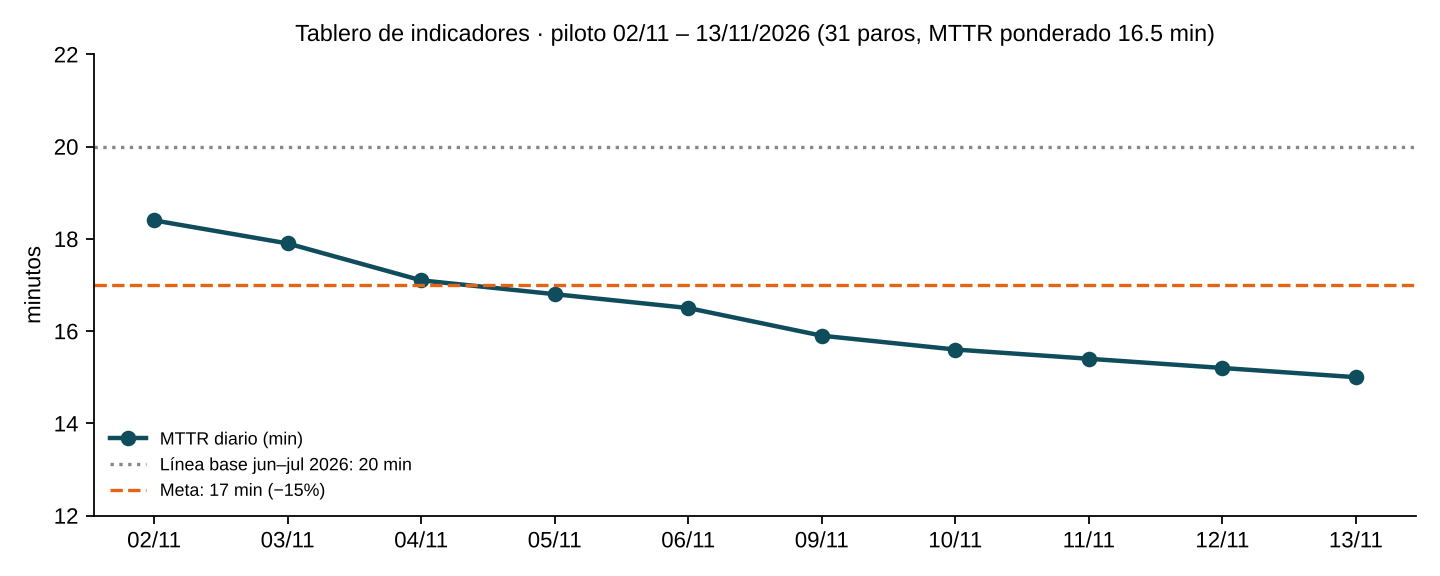 Tablero de indicadores · piloto 02/11 – 13/11/2026 (31 paros, MTTR ponderado 16.5 min)
minutos
22
20
18
16
14
12
MTTR diario (min)
Línea base jun–jul 2026: 20 min
Meta: 17 min (−15%)
02/11 03/11 04/11 05/11 06/11 09/11 10/11 11/11 12/11 13/11